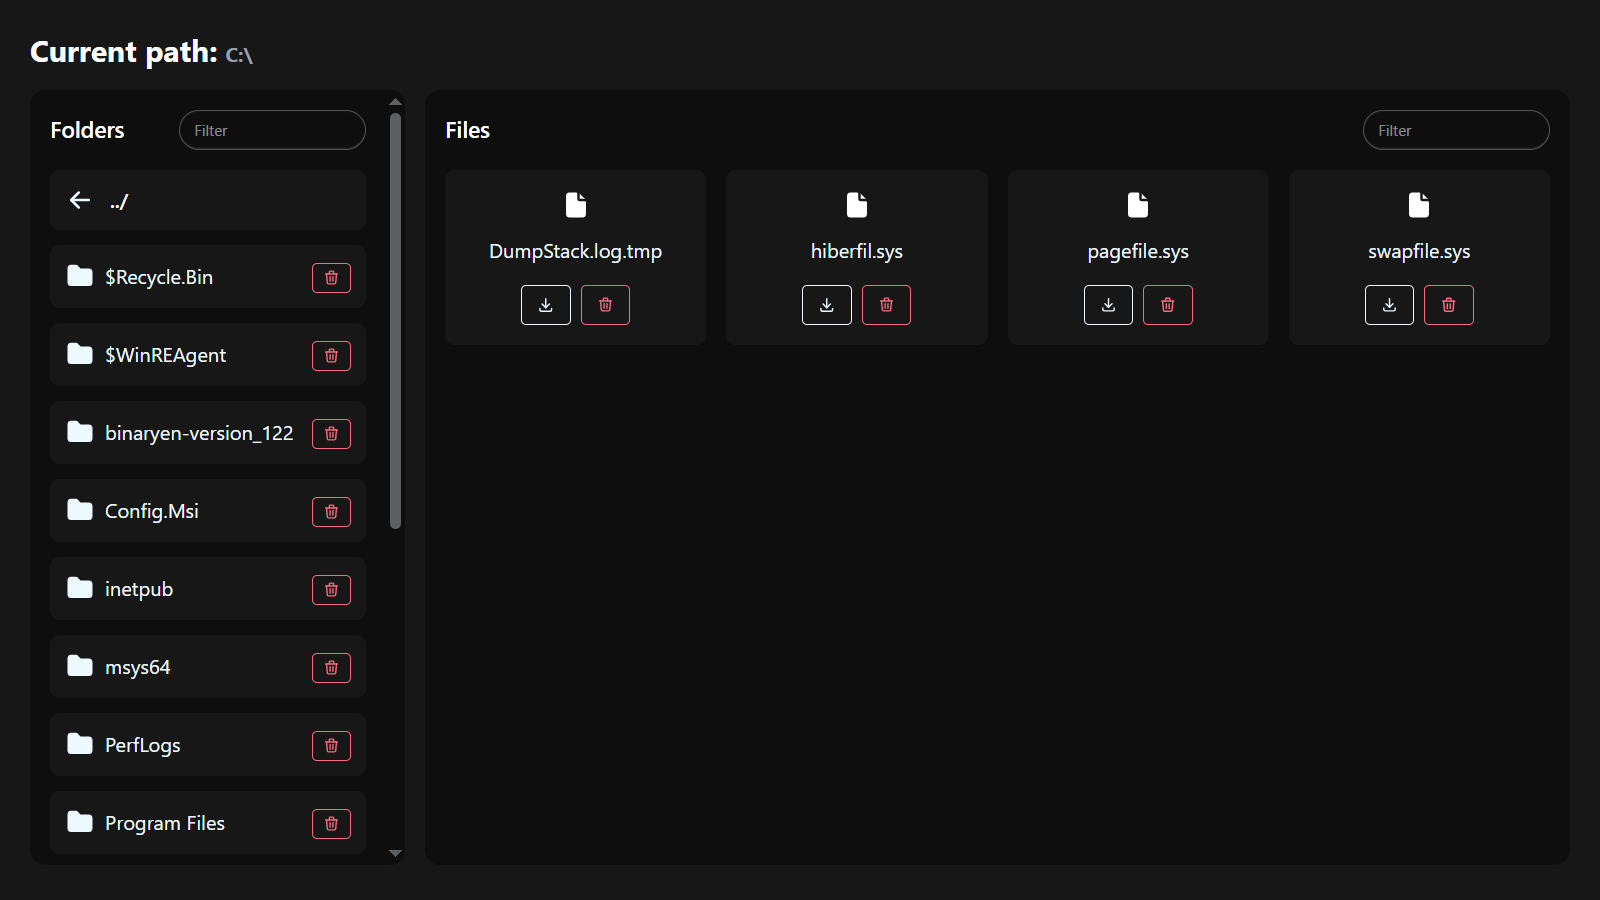 Current path: C:\
Folders
Filter
../
$Recycle.Bin
$WinREAgent
binaryen-version_122
Config.Msi
inetpub
msys64
PerfLogs
Program Files
Files
Filter
DumpStack.log.tmp
hiberfil.sys
pagefile.sys
swapfile.sys